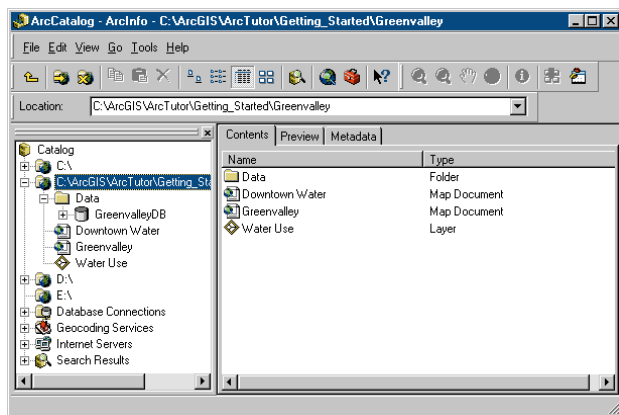 ArcCatalog - ArcInfo - C:\ArcGIS\ArcTutor\Getting_Started\Greenvalley
File Edit View Go Tools Help
Location: C:\ArcGIS\ArcTutor\Getting_Started\Greenvalley
Contents Preview Metadata
Catalog
C:\
C:\ArcGIS\ArcTutor\Getting_Sta
Data
GreenvalleyDB
Downtown Water
Greenvalley
Water Use
D:\
E:\
Database Connections
Geocoding Services
Internet Servers
Search Results
Name Type
Data Folder
Downtown Water Map Document
Greenvalley Map Document
Water Use Layer